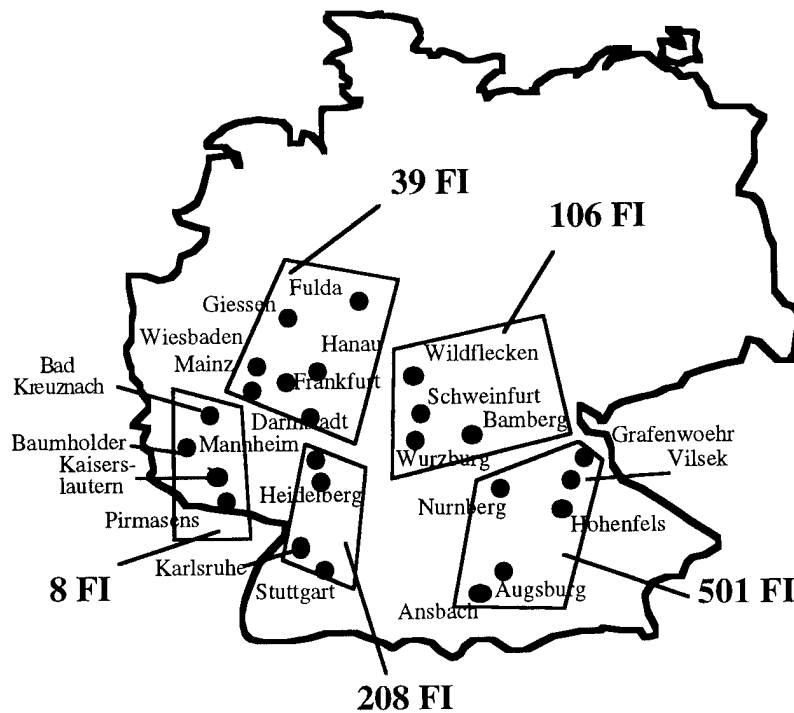 39 FI
106 FI
Fulda
Giessen
Wiesbaden
Hanau
Mainz
Frankfurt
Darmstadt
Wildflecken
Schweinfurt
Bamberg
Wurzburg
Bad
Kreuznach
Baumholder
Kaisers-
lautern
Pirmasens
8 FI
Mannheim
Heidelberg
Karlsruhe
Stuttgart
208 FI
Grafenwoehr
Vilsek
Nurnberg
Hohenfels
Augsburg
Ansbach
501 FI